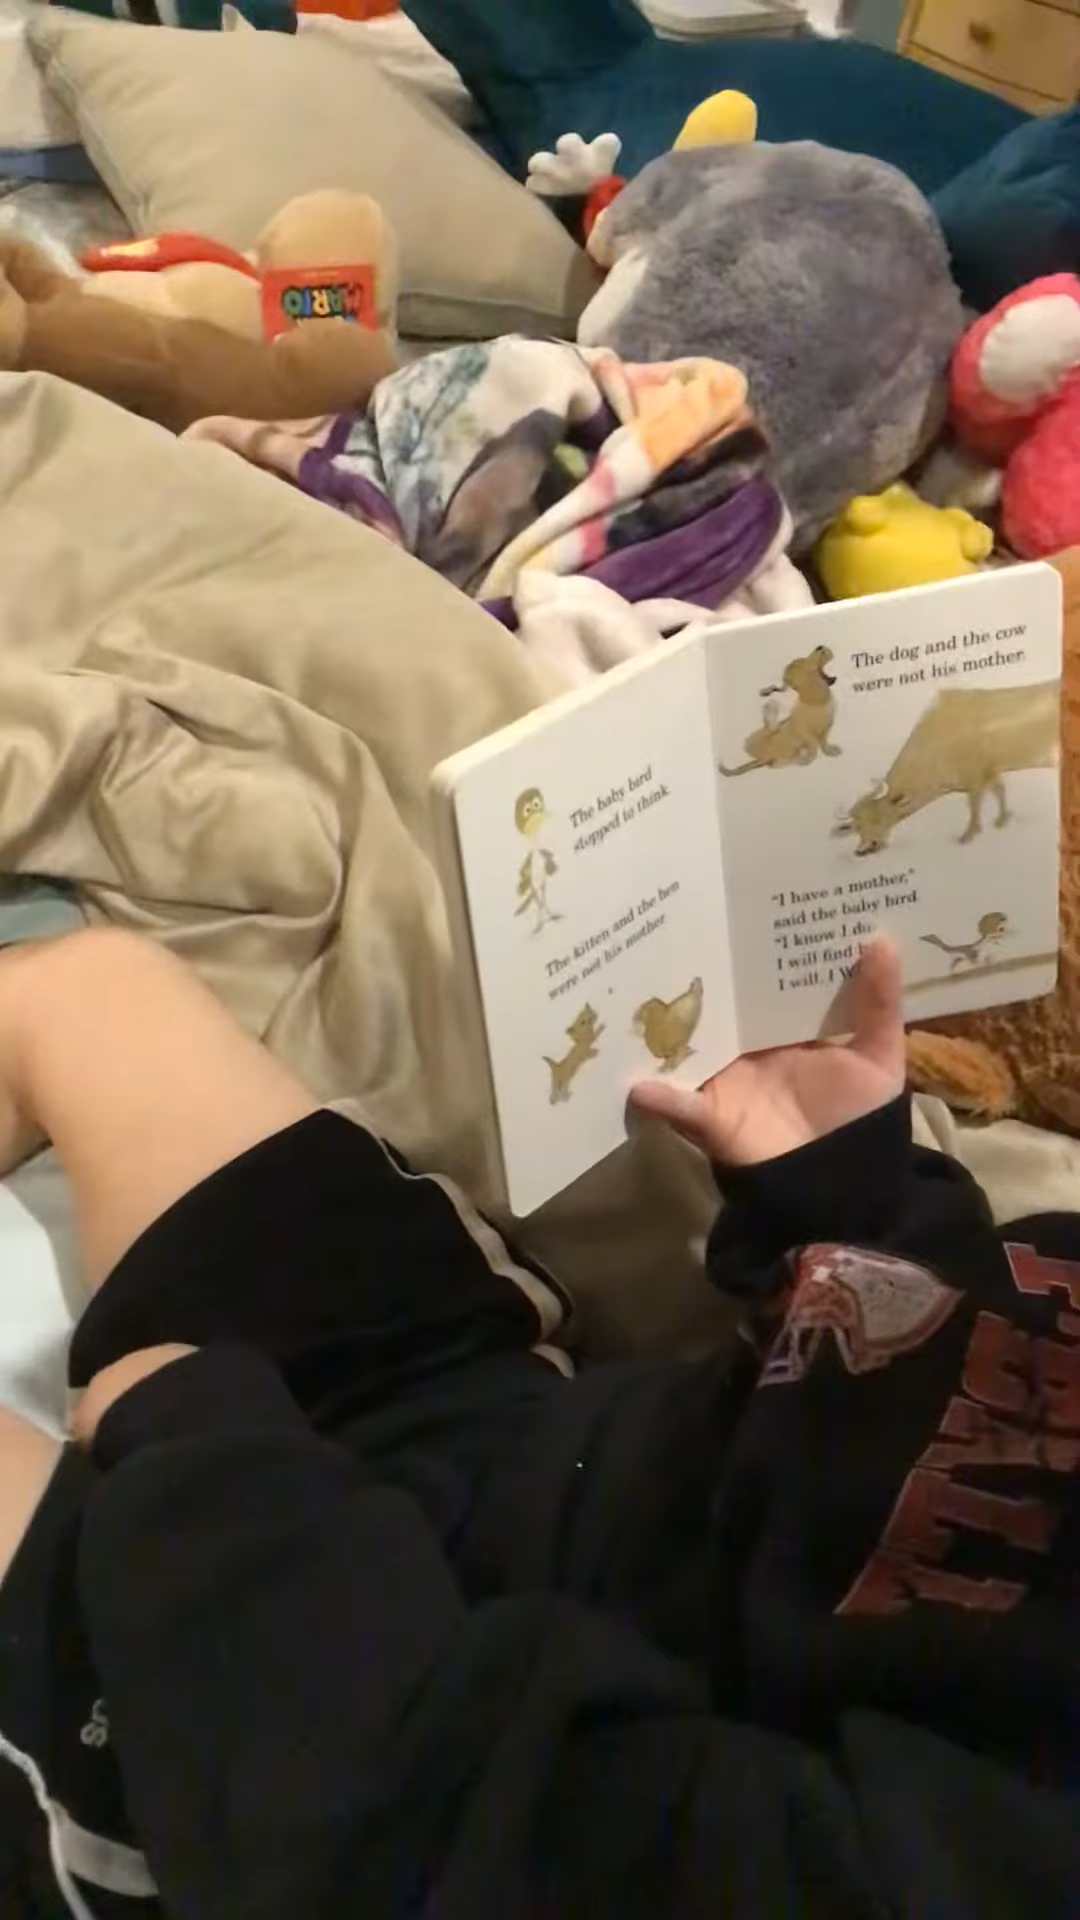 MARIO
The baby bird
stopped to think.
The kitten and the hen
were not his mother.
The dog and the cow
were not his mother.
"I have a mother,"
said the baby bird.
"I know I do.
I will find
I will. I